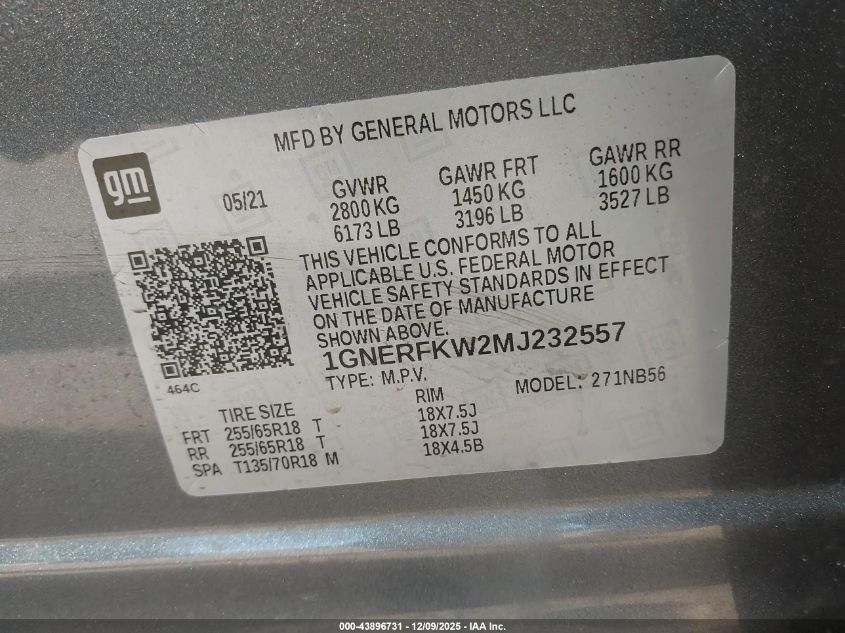 MFD BY GENERAL MOTORS LLC
gm
05/21
GVWR
2800 KG
6173 LB
GAWR FRT
1450 KG
3196 LB
GAWR RR
1600 KG
3527 LB
THIS VEHICLE CONFORMS TO ALL
APPLICABLE U.S. FEDERAL MOTOR
VEHICLE SAFETY STANDARDS IN EFFECT
ON THE DATE OF MANUFACTURE
SHOWN ABOVE.
1GNERFKW2MJ232557
TYPE: M.P.V.
MODEL: 271NB56
464C
TIRE SIZE RIM
FRT 255/65R18 T 18X7.5J
RR 255/65R18 T 18X7.5J
SPA T135/70R18 M 18X4.5B
000-43896731 - 12/09/2025 - IAA Inc.